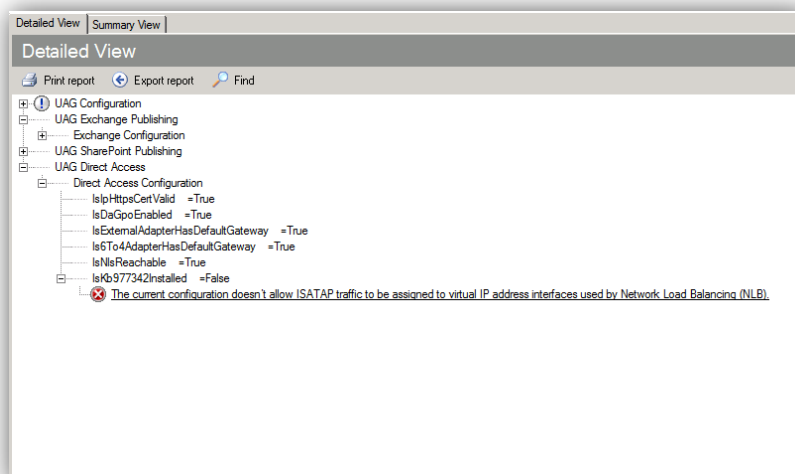 Detailed View Summary View
Detailed View
Print report Export report Find
UAG Configuration
UAG Exchange Publishing
Exchange Configuration
UAG SharePoint Publishing
UAG Direct Access
Direct Access Configuration
IsIpHttpsCertValid =True
IsDaGpoEnabled =True
IsExternalAdapterHasDefaultGateway =True
Is6To4AdapterHasDefaultGateway =True
IsNlsReachable =True
IsKb977342Installed =False
The current configuration doesn't allow ISATAP traffic to be assigned to virtual IP address interfaces used by Network Load Balancing (NLB).